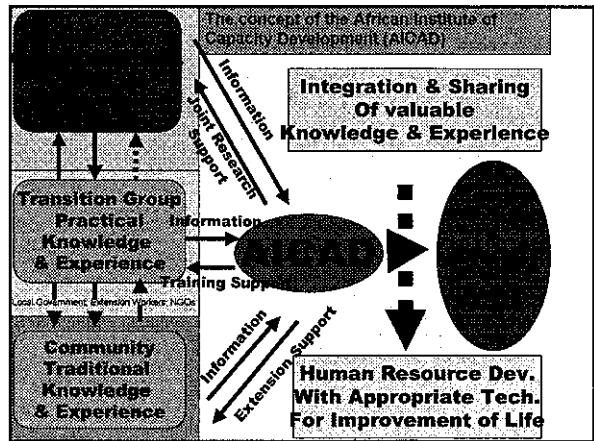 The concept of the African Institute of
Capacity Development (AICAD)
Information
Joint Research
Support
Integration & Sharing
Of valuable
Knowledge & Experience
Transition Group
Practical
Knowledge
& Experience
Information
AICAD
Training Support
Local Government, Extension Workers, NGOs
Community
Traditional
Knowledge
& Experience
Information
Extension Support
Human Resource Dev.
With Appropriate Tech.
For Improvement of Life